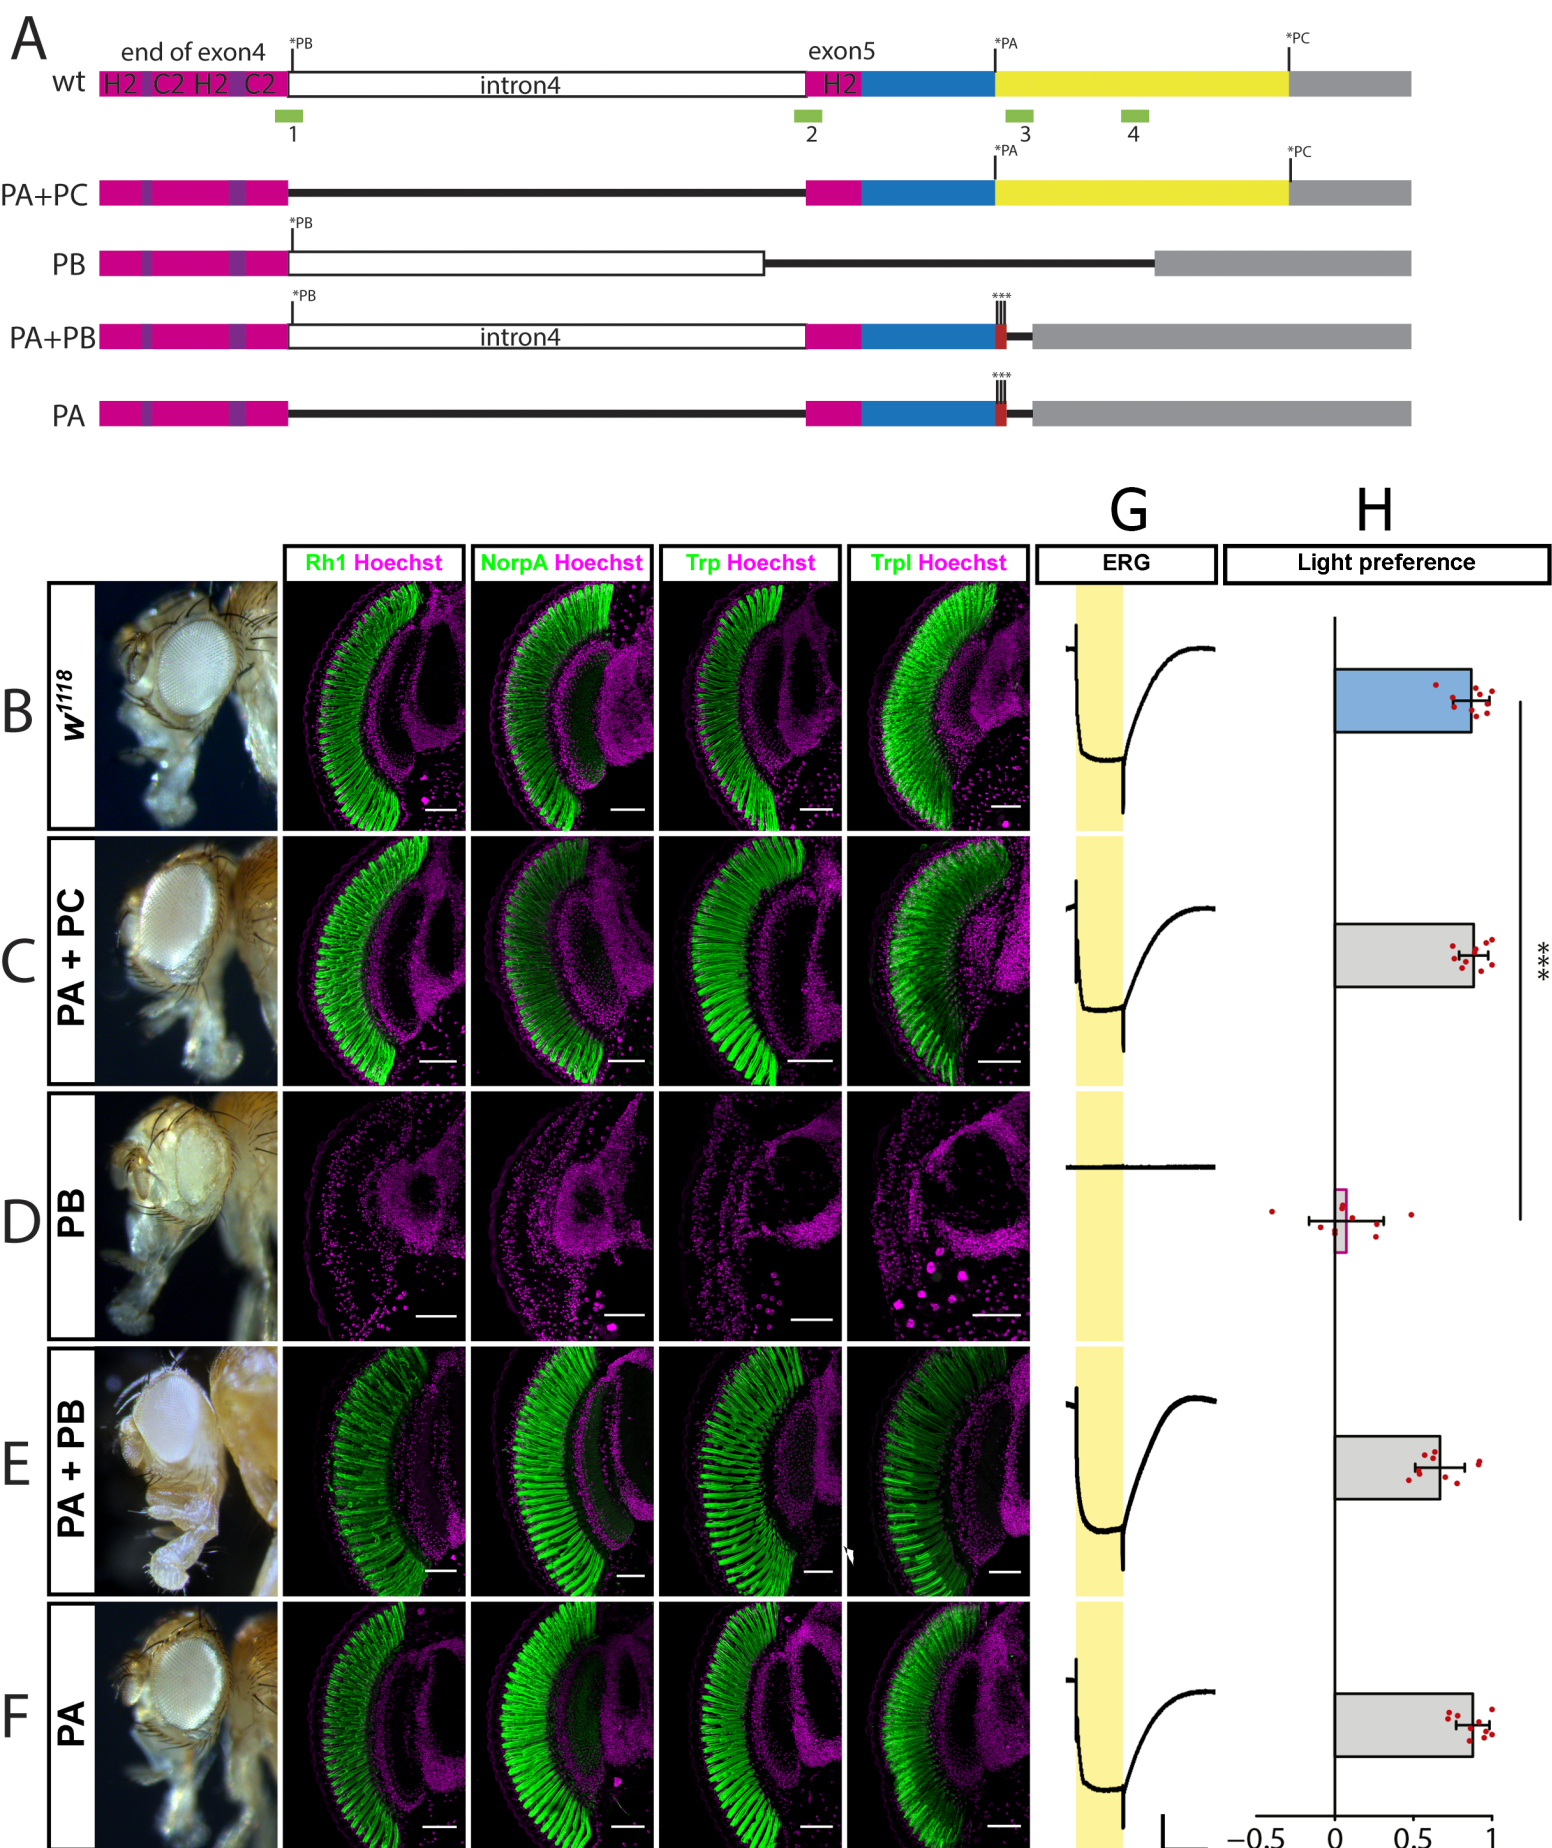 A
end of exon4
*PB
exon5
*PA
*PC
wt
H2 C2 H2 C2
intron4
H2
1
2
3
4
*PA
*PC
PA+PC
*PB
PB
*PB
***
PA+PB
intron4
***
PA
G
H
Rh1 Hoechst
NorpA Hoechst
Trp Hoechst
Trpl Hoechst
ERG
Light preference
B
w1118
C
PA + PC
***
D
PB
E
PA + PB
F
PA
−0.5
0
0.5
1